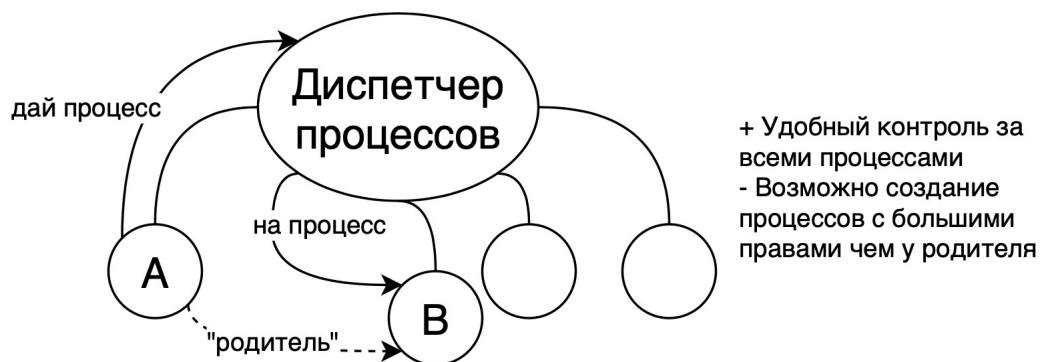 Диспетчер
процессов
дай процесс
на процесс
A
B
"родитель"
+ Удобный контроль за
всеми процессами
- Возможно создание
процессов с большими
правами чем у родителя